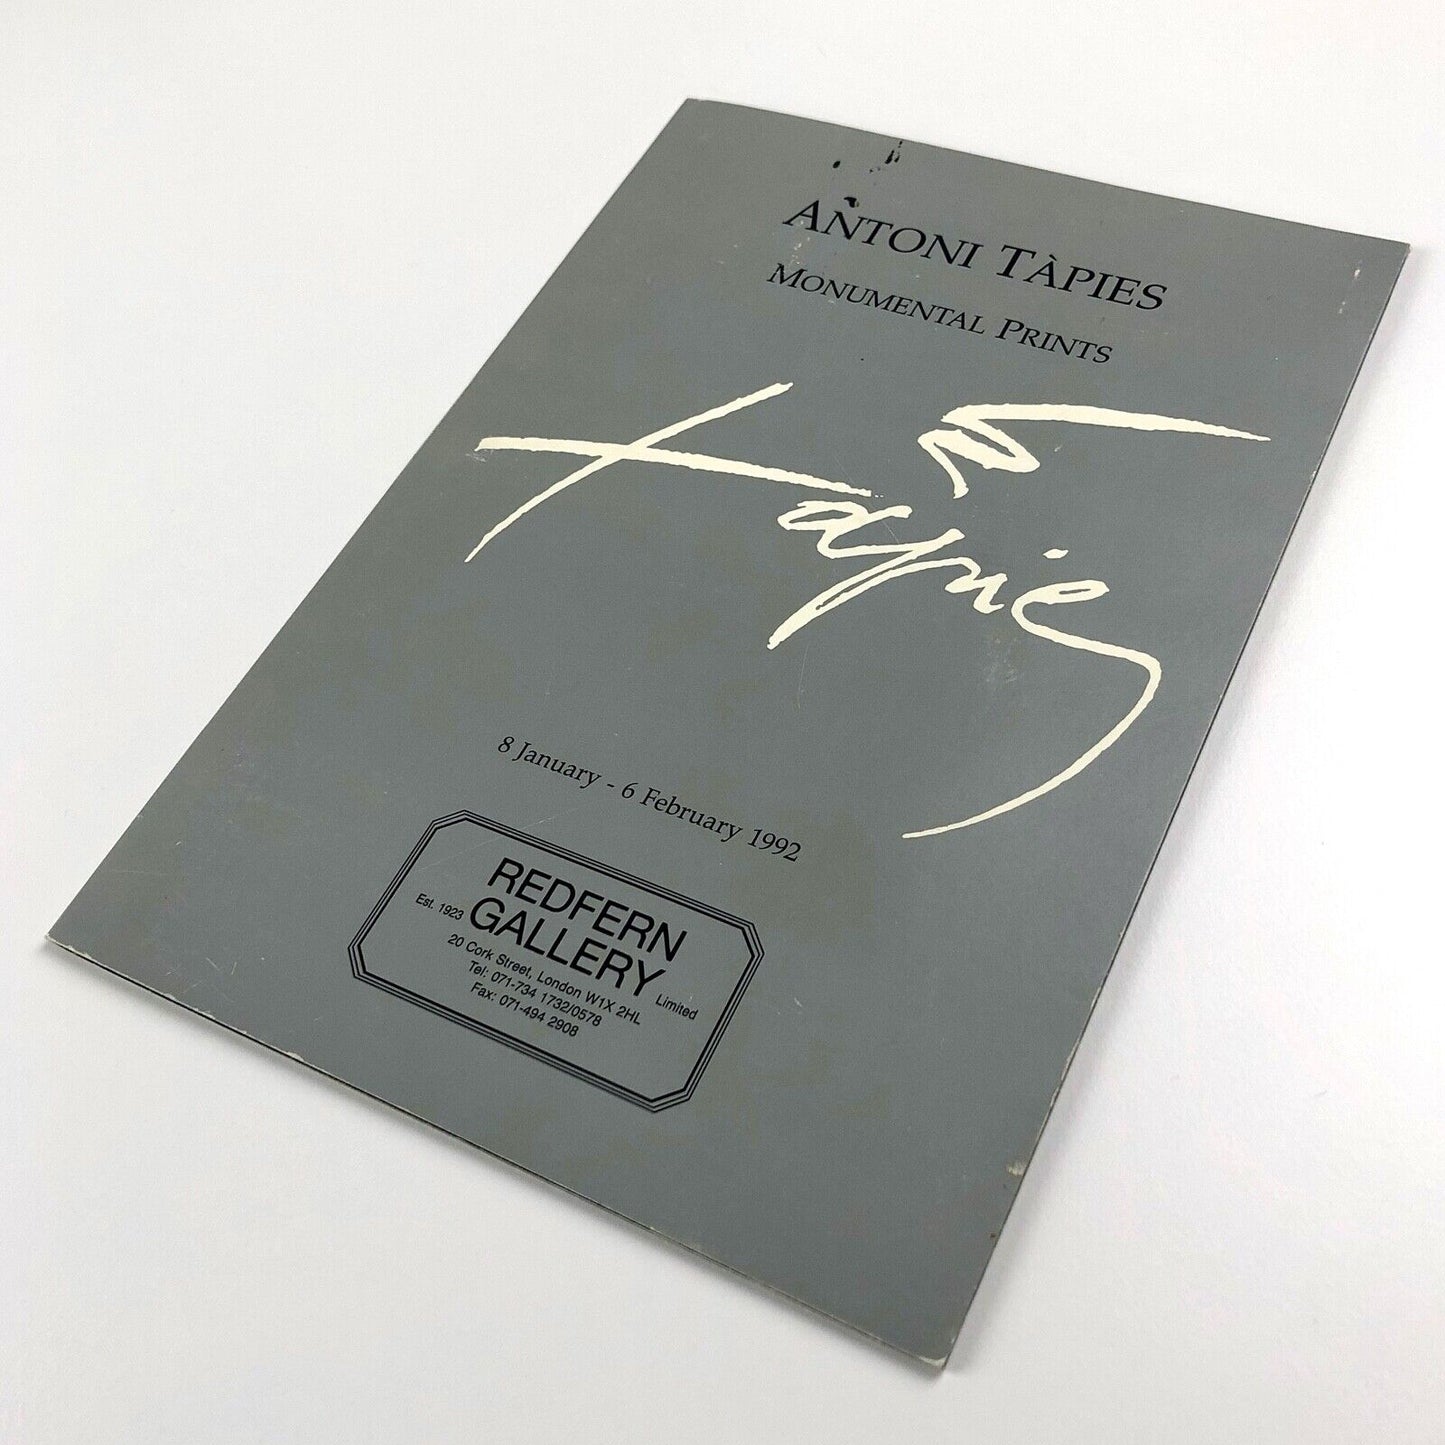 ANTONI TÀPIES
MONUMENTAL PRINTS
Tàpies
8 January - 6 February 1992
REDFERN
Est. 1923 GALLERY Limited
20 Cork Street, London W1X 2HL
Tel: 071-734 1732/0578
Fax: 071-494 2908